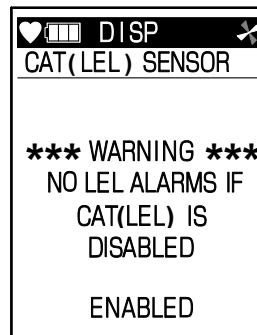 DISP
CAT(LEL) SENSOR
*** WARNING ***
NO LEL ALARMS IF
CAT(LEL) IS
DISABLED
ENABLED